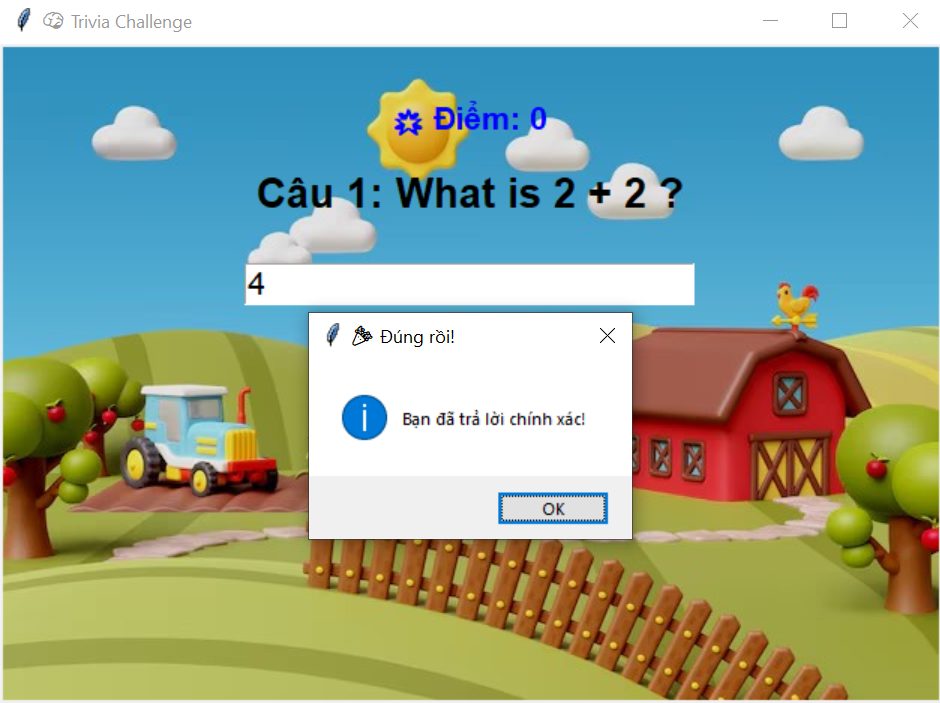 Trivia Challenge
Điểm: 0
Câu 1: What is 2 + 2 ?
4
Đúng rồi!
Bạn đã trả lời chính xác!
OK